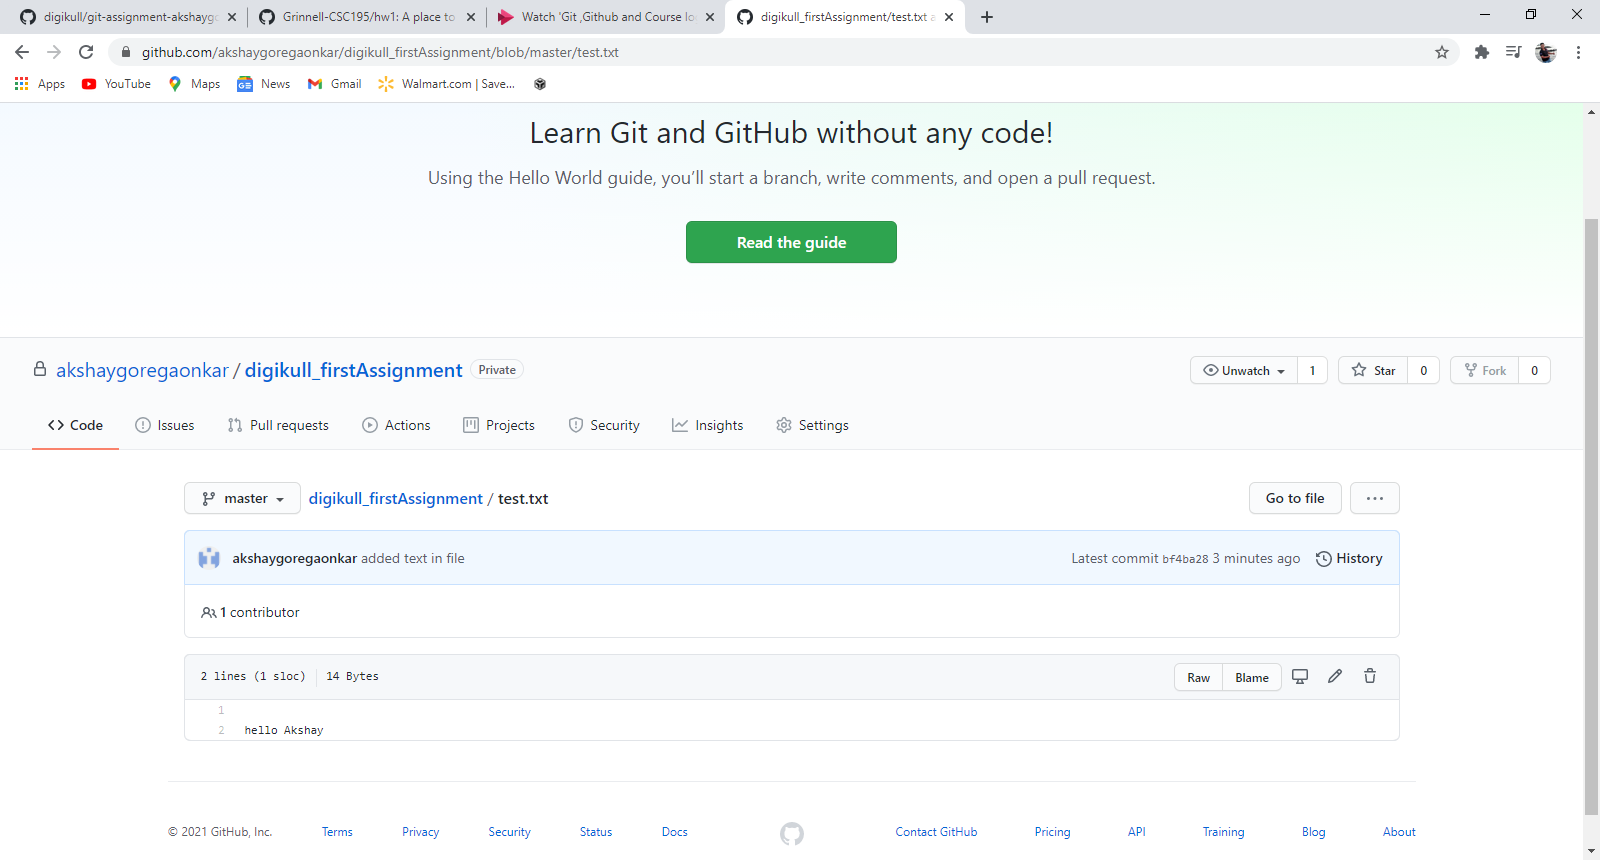 digikull/git-assignment-akshaygo
Grinnell-CSC195/hw1: A place to
Watch 'Git ,Github and Course lo
digikull_firstAssignment/test.txt a
github.com/akshaygoregaonkar/digikull_firstAssignment/blob/master/test.txt
Apps YouTube Maps News Gmail Walmart.com | Save...
Learn Git and GitHub without any code!
Using the Hello World guide, you’ll start a branch, write comments, and open a pull request.
Read the guide
akshaygoregaonkar / digikull_firstAssignment Private
Unwatch 1 Star 0 Fork 0
Code Issues Pull requests Actions Projects Security Insights Settings
master digikull_firstAssignment / test.txt Go to file ...
akshaygoregaonkar added text in file Latest commit bf4ba28 3 minutes ago History
1 contributor
2 lines (1 sloc) 14 Bytes Raw Blame
1
2 hello Akshay
© 2021 GitHub, Inc. Terms Privacy Security Status Docs Contact GitHub Pricing API Training Blog About